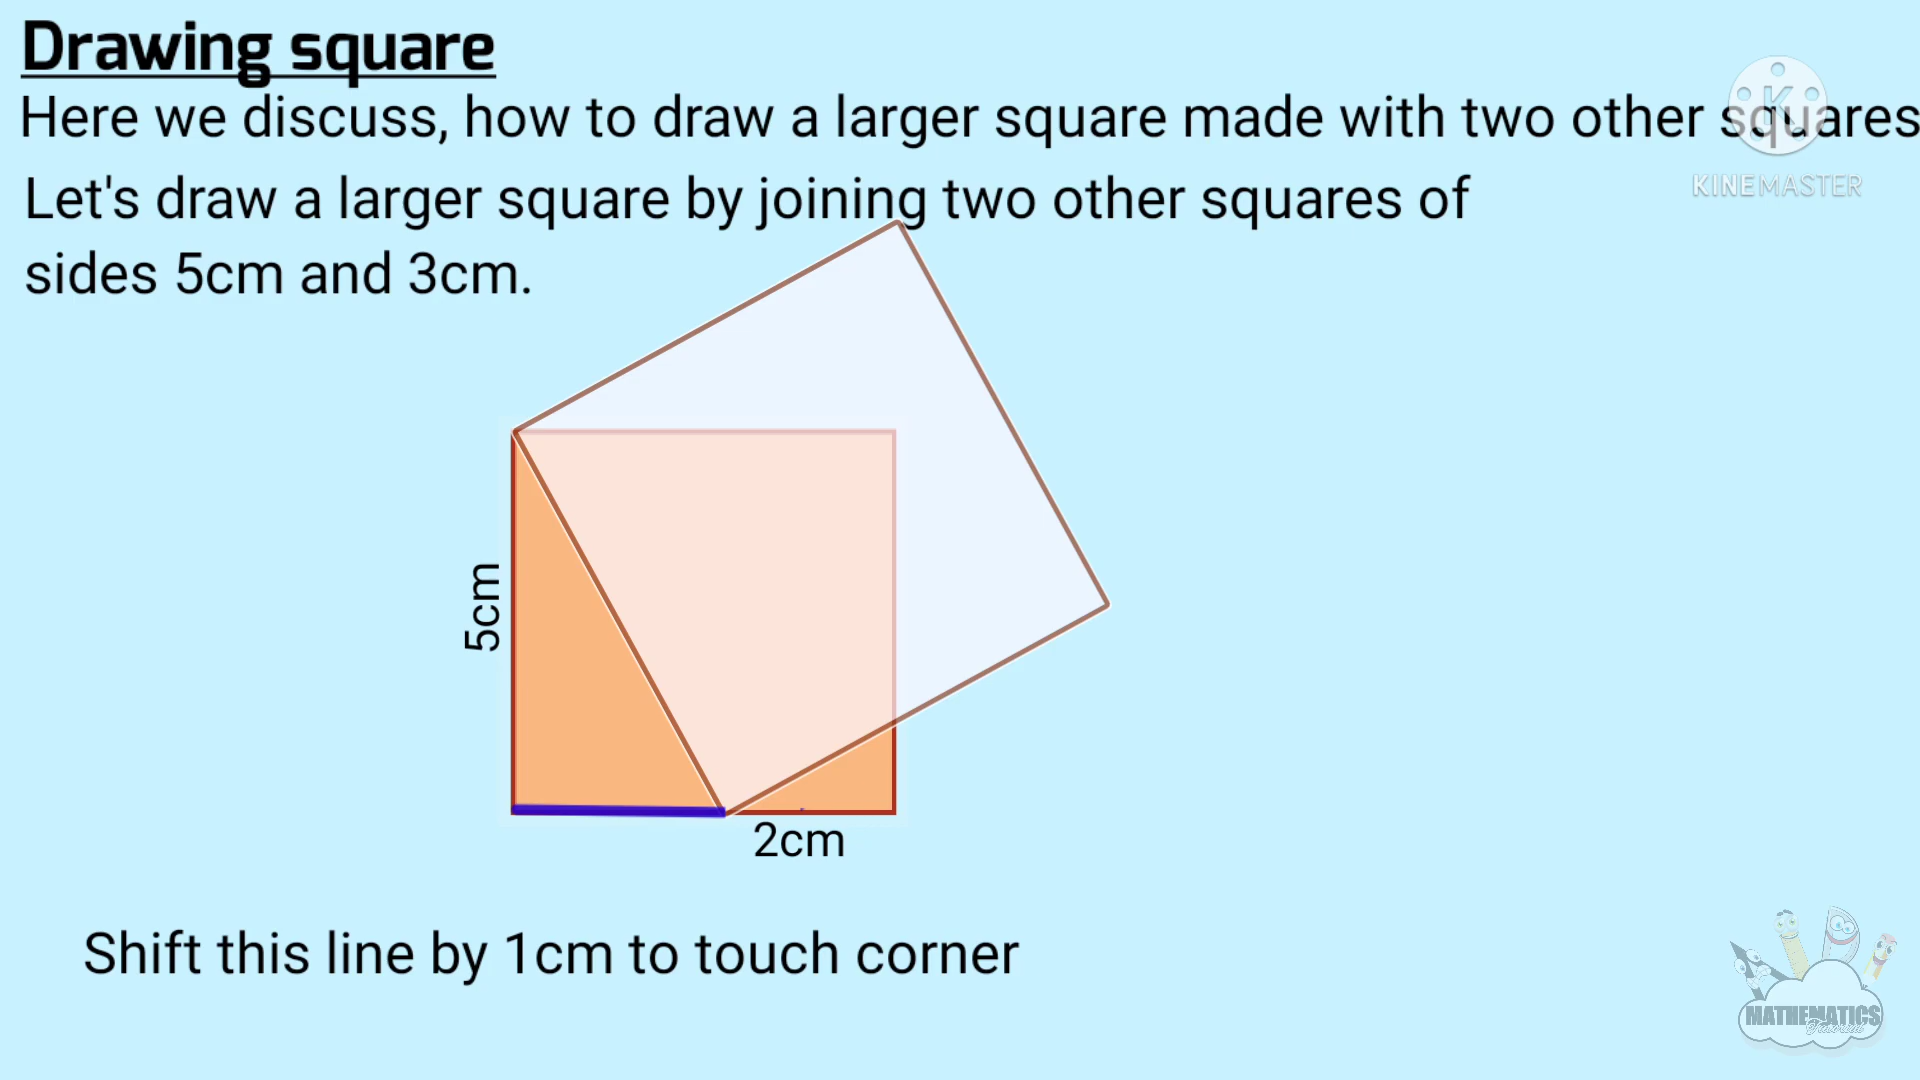 Drawing square
Here we discuss, how to draw a larger square made with two other squares
K
KINEMASTER
Let's draw a larger square by joining two other squares of
sides 5cm and 3cm.
5cm
2cm
Shift this line by 1cm to touch corner
MATHEMATICS
Tutorial